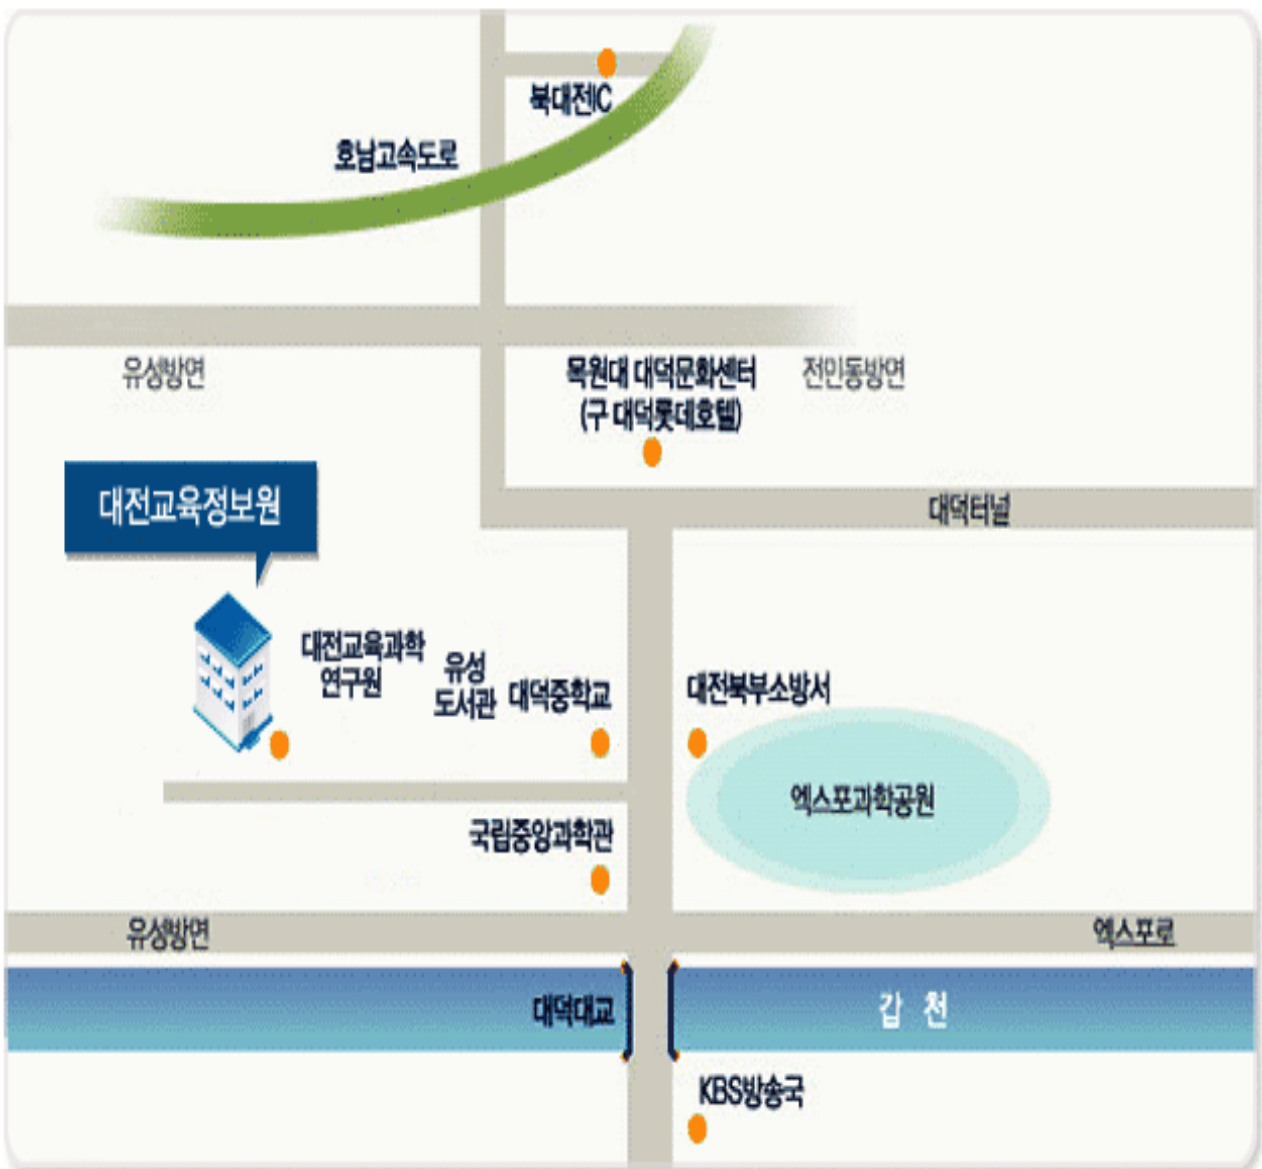 북대전IC
호남고속도로
유성방면
목원대 대덕문화센터
(구 대덕롯데호텔)
전민동방면
대전교육정보원
대덕터널
대전교육과학
연구원
유성
도서관
대덕중학교
대전북부소방서
엑스포과학공원
국립중앙과학관
유성방면
엑스포로
대덕대교
갑 천
KBS방송국